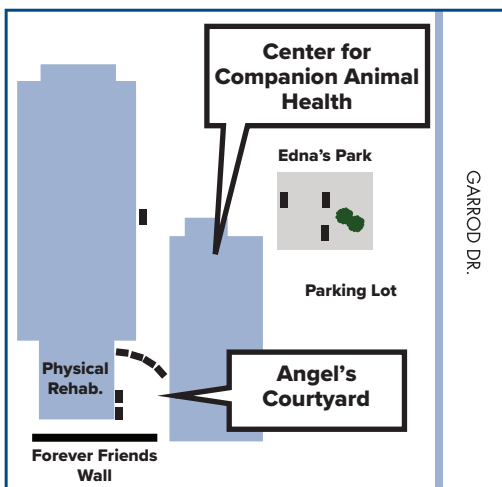 Center for
Companion Animal
Health
Edna's Park
GARROD DR.
Parking Lot
Physical
Rehab.
Angel's
Courtyard
Forever Friends
Wall